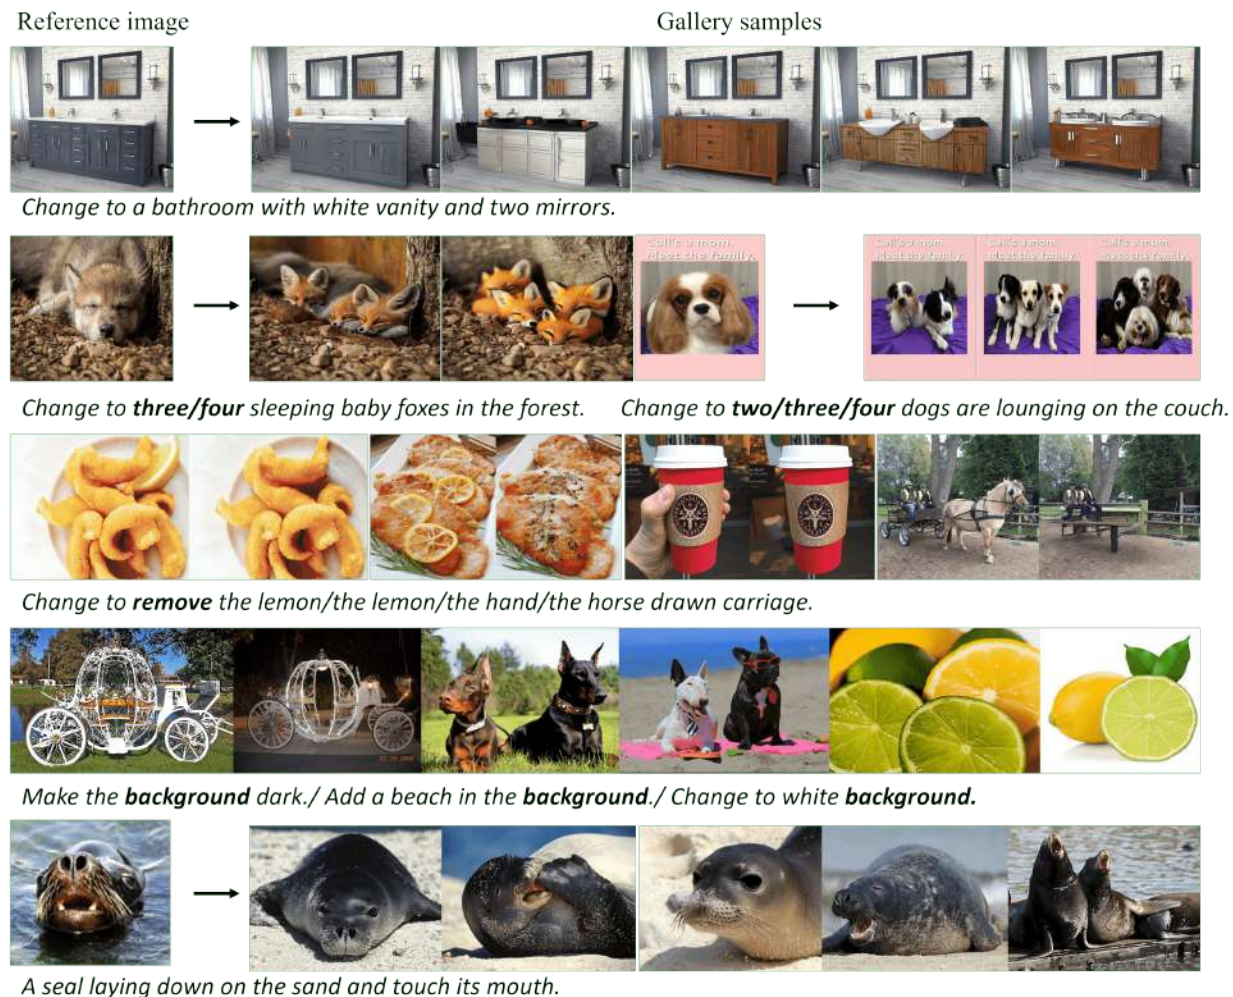 Reference image
Gallery samples
Change to a bathroom with white vanity and two mirrors.
Change to three/four sleeping baby foxes in the forest.
Change to two/three/four dogs are lounging on the couch.
Change to remove the lemon/the lemon/the hand/the horse drawn carriage.
Make the background dark./ Add a beach in the background./ Change to white background.
A seal laying down on the sand and touch its mouth.